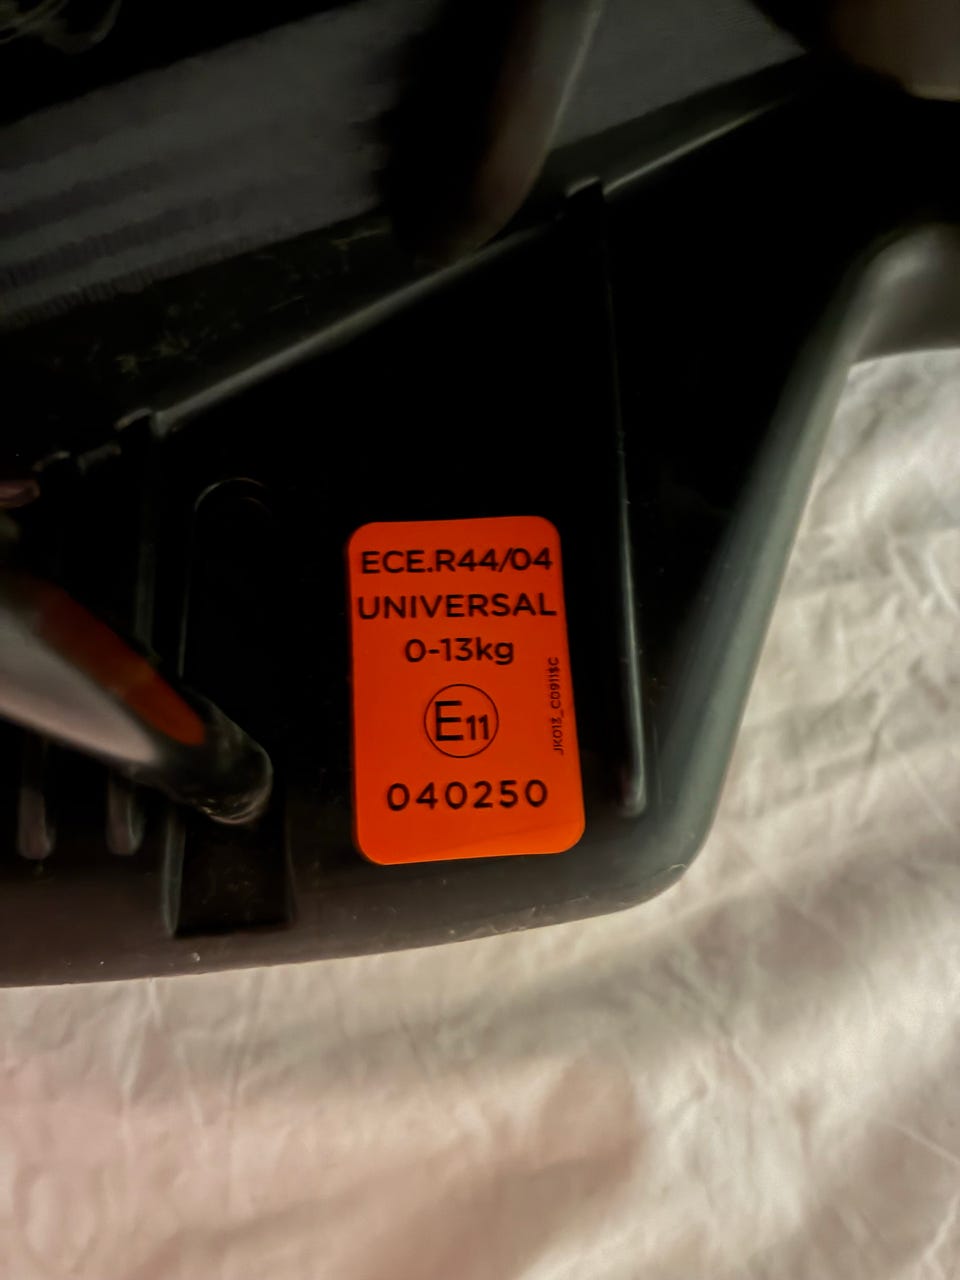 ECE.R44/04
UNIVERSAL
0-13kg
E11
040250